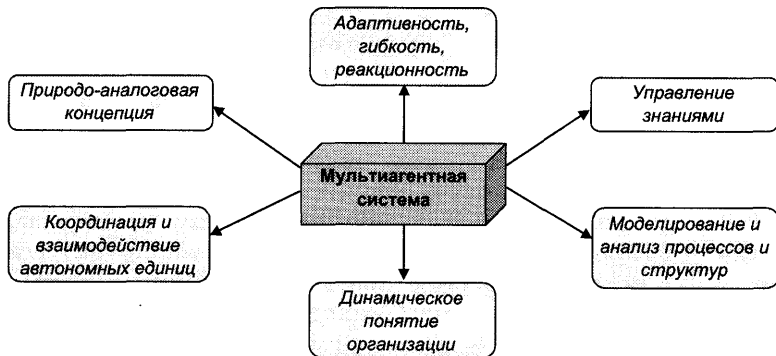 Адаптивность,
гибкость,
реакционность
Природо-аналоговая
концепция
Управление
знаниями
Мультиагентная
система
Координация и
взаимодействие
автономных единиц
Моделирование и
анализ процессов и
структур
Динамическое
понятие
организации